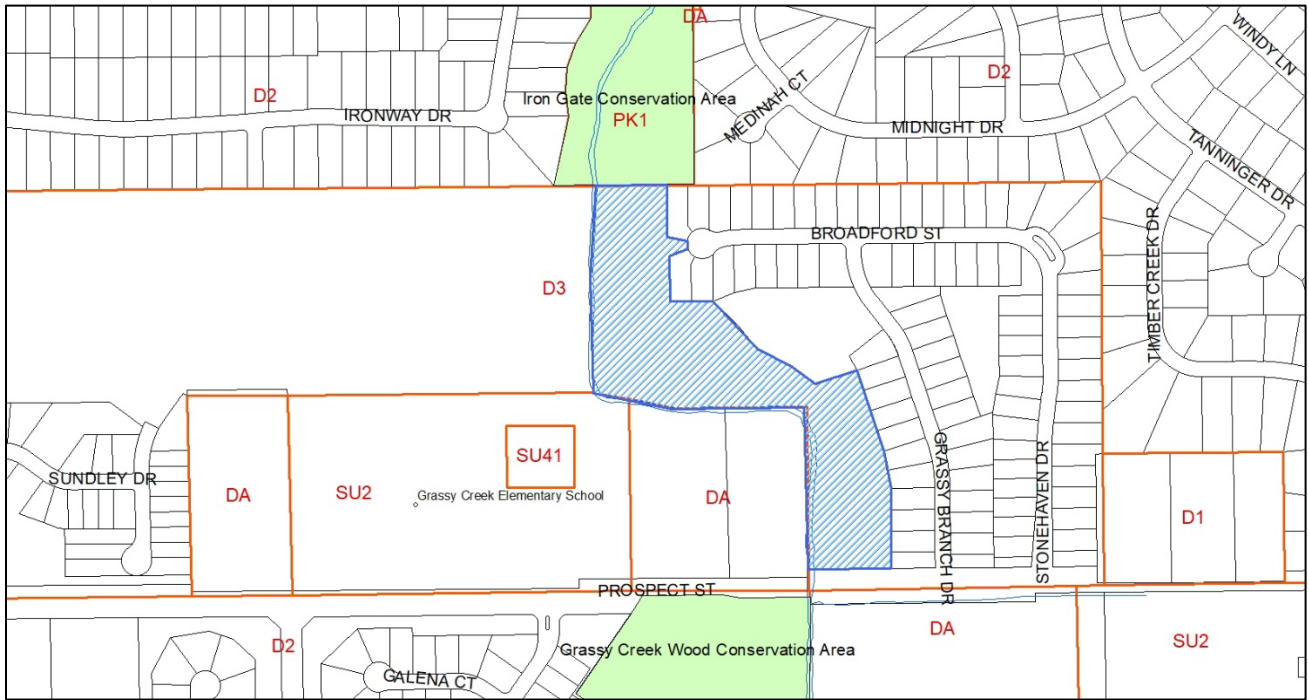 DA
WINDY LN
D2
D2
Iron Gate Conservation Area
MEDINAH CT
IRONWAY DR
PK1
MIDNIGHT DR
TANNINGER DR
BROADFORD ST
TIMBER CREEK DR
D3
SU41
SUNDLEY DR
DA
SU2
Grassy Creek Elementary School
DA
GRASSY BRANCH DR
STONEHAVEN DR
D1
PROSPECT ST
DA
D2
Grassy Creek Wood Conservation Area
SU2
GALENA CT